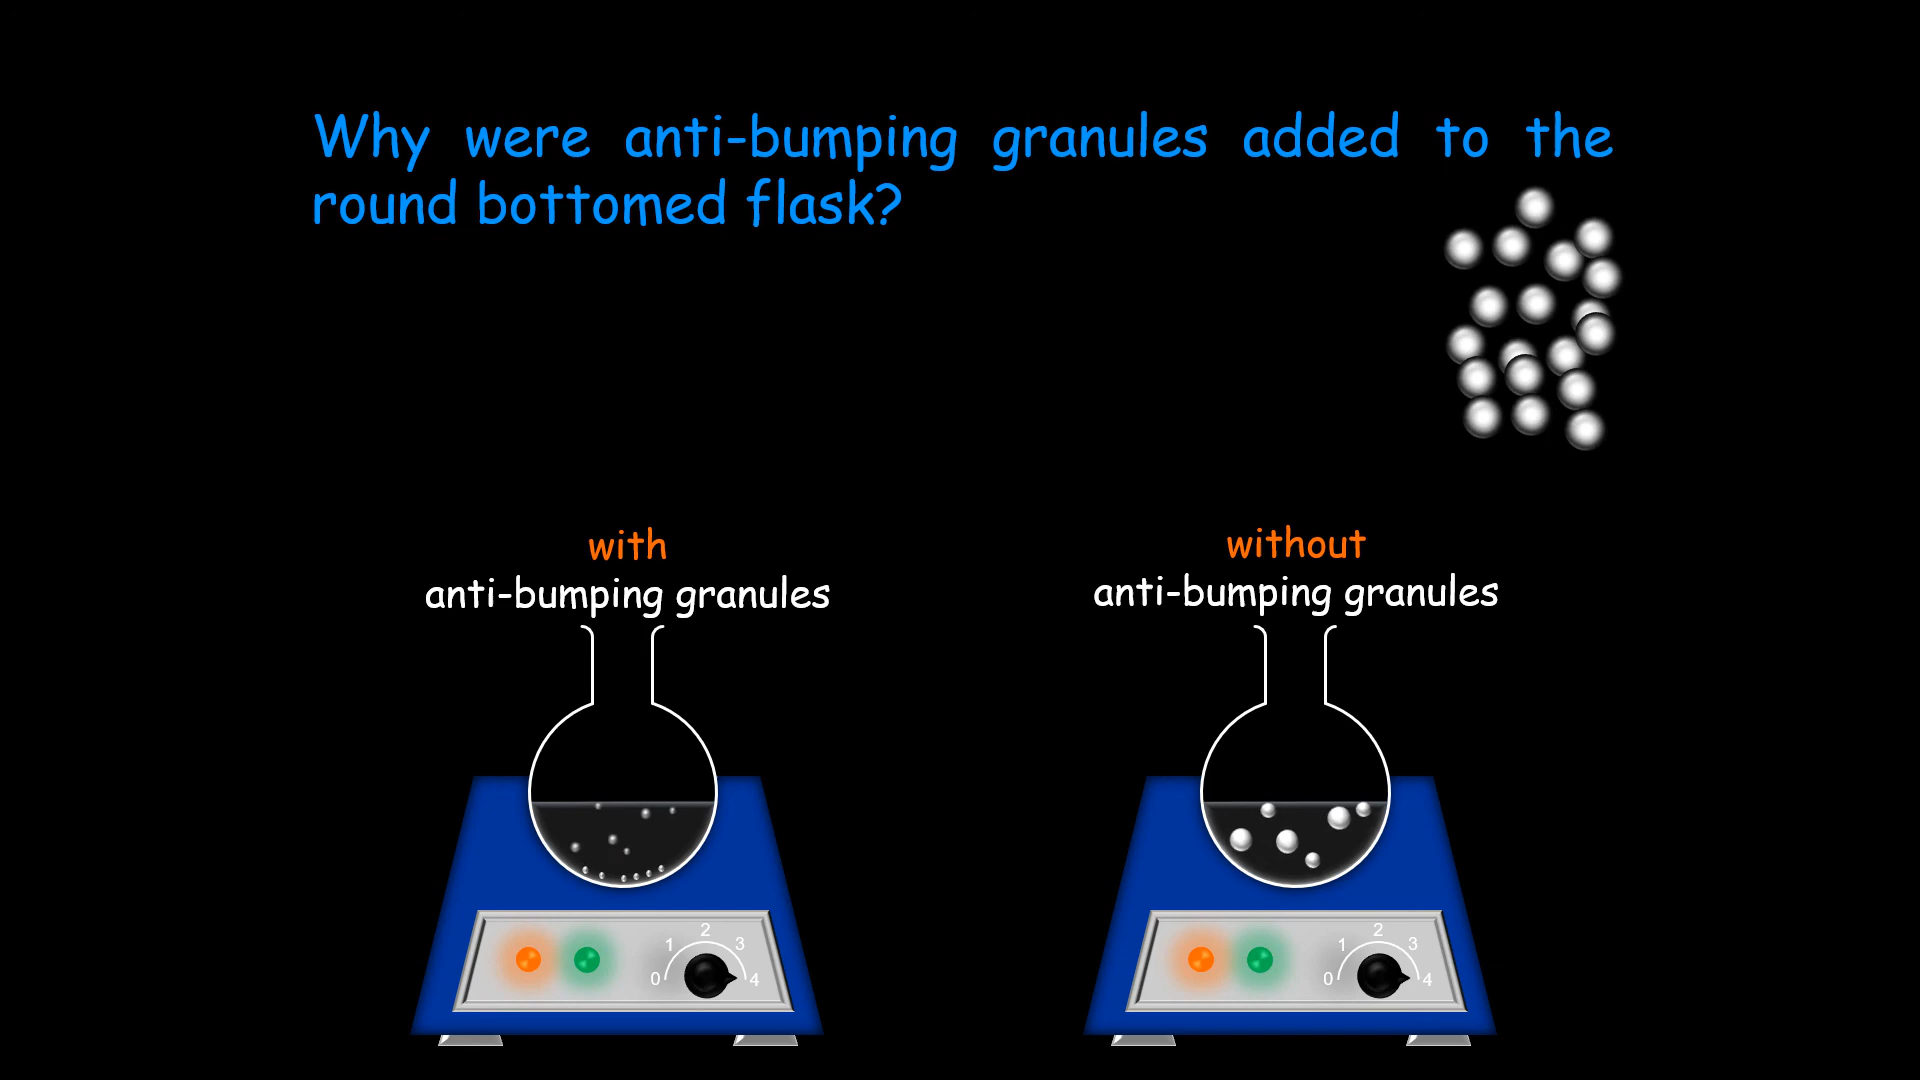 Why were anti-bumping granules added to the
round bottomed flask?
with
anti-bumping granules
without
anti-bumping granules
0 1 2 3 4
0 1 2 3 4